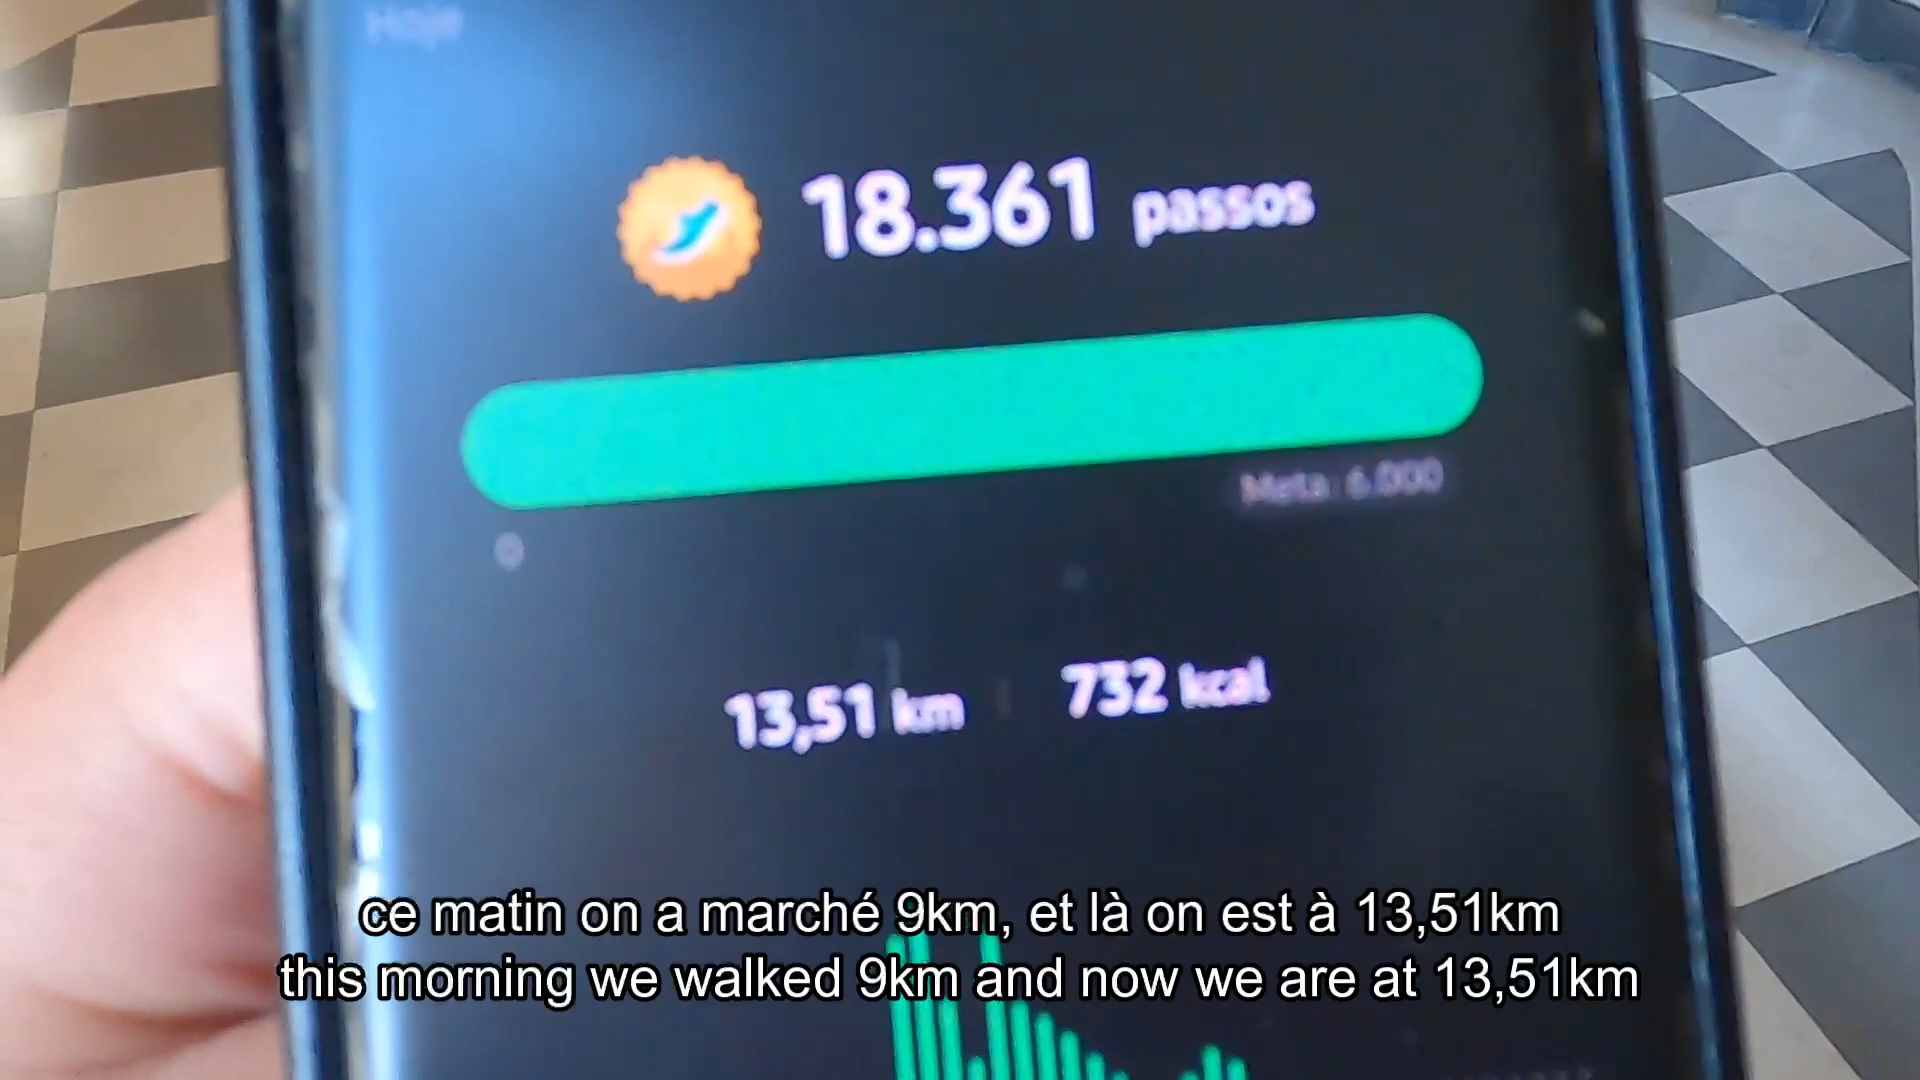 Hoje
18.361 passos
Meta: 6.000
0
13,51 km | 732 kcal
ce matin on a marché 9km, et là on est à 13,51km
this morning we walked 9km and now we are at 13,51km